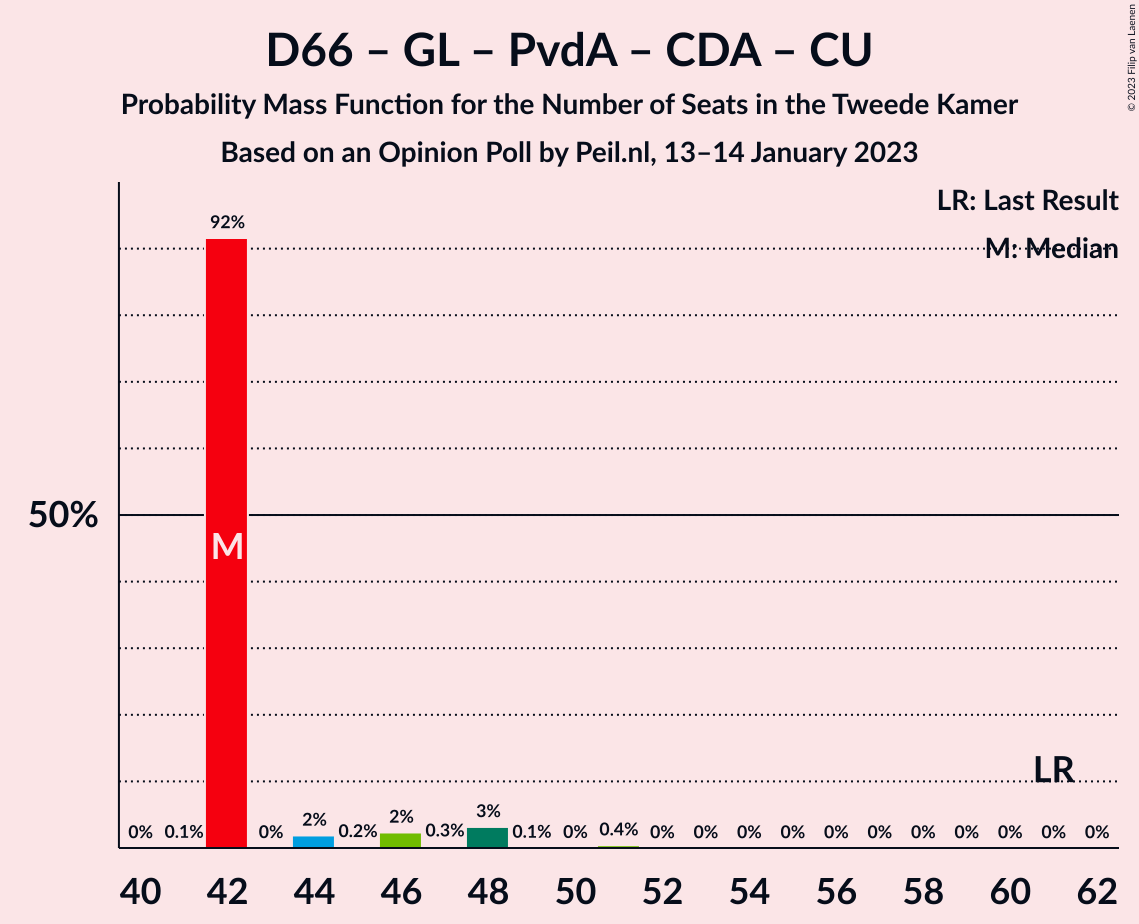 D66 – GL – PvdA – CDA – CU
Probability Mass Function for the Number of Seats in the Tweede Kamer
Based on an Opinion Poll by Peil.nl, 13–14 January 2023
© 2023 Filip van Laenen
LR: Last Result
M: Median
50%
92%
M
0% 0.1% 0% 2% 0.2% 2% 0.3% 3% 0.1% 0% 0.4% 0% 0% 0% 0% 0% 0% 0% 0% 0% 0% 0%
LR
40 42 44 46 48 50 52 54 56 58 60 62